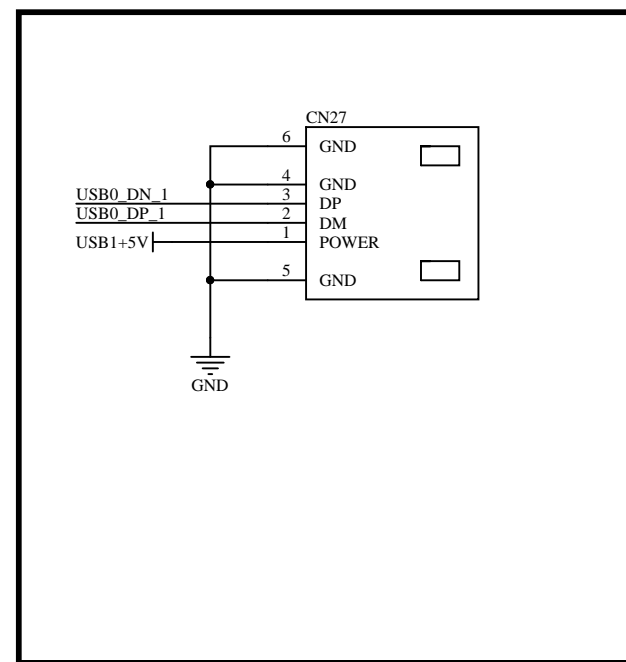 CN27
6 GND
4 GND
USB0_DN_1 3 DP
USB0_DP_1 2 DM
USB1+5V 1 POWER
5 GND
GND